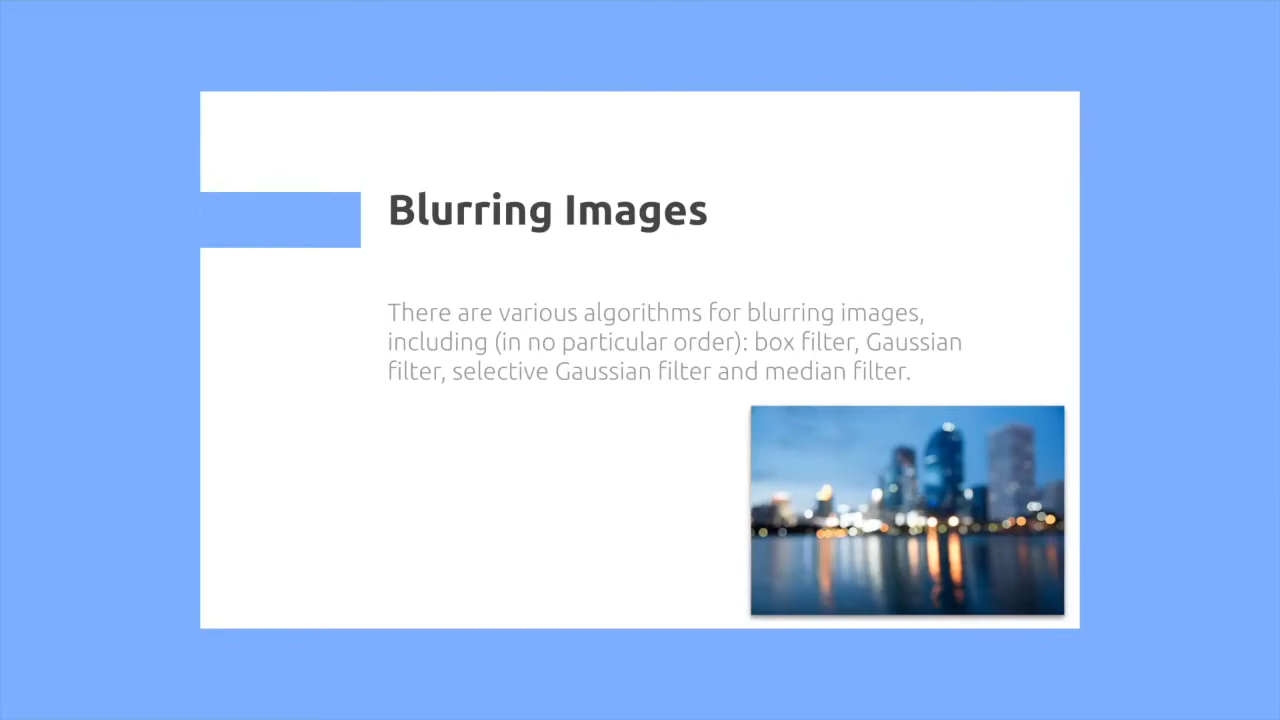 Blurring Images
There are various algorithms for blurring images,
including (in no particular order): box filter, Gaussian
filter, selective Gaussian filter and median filter.